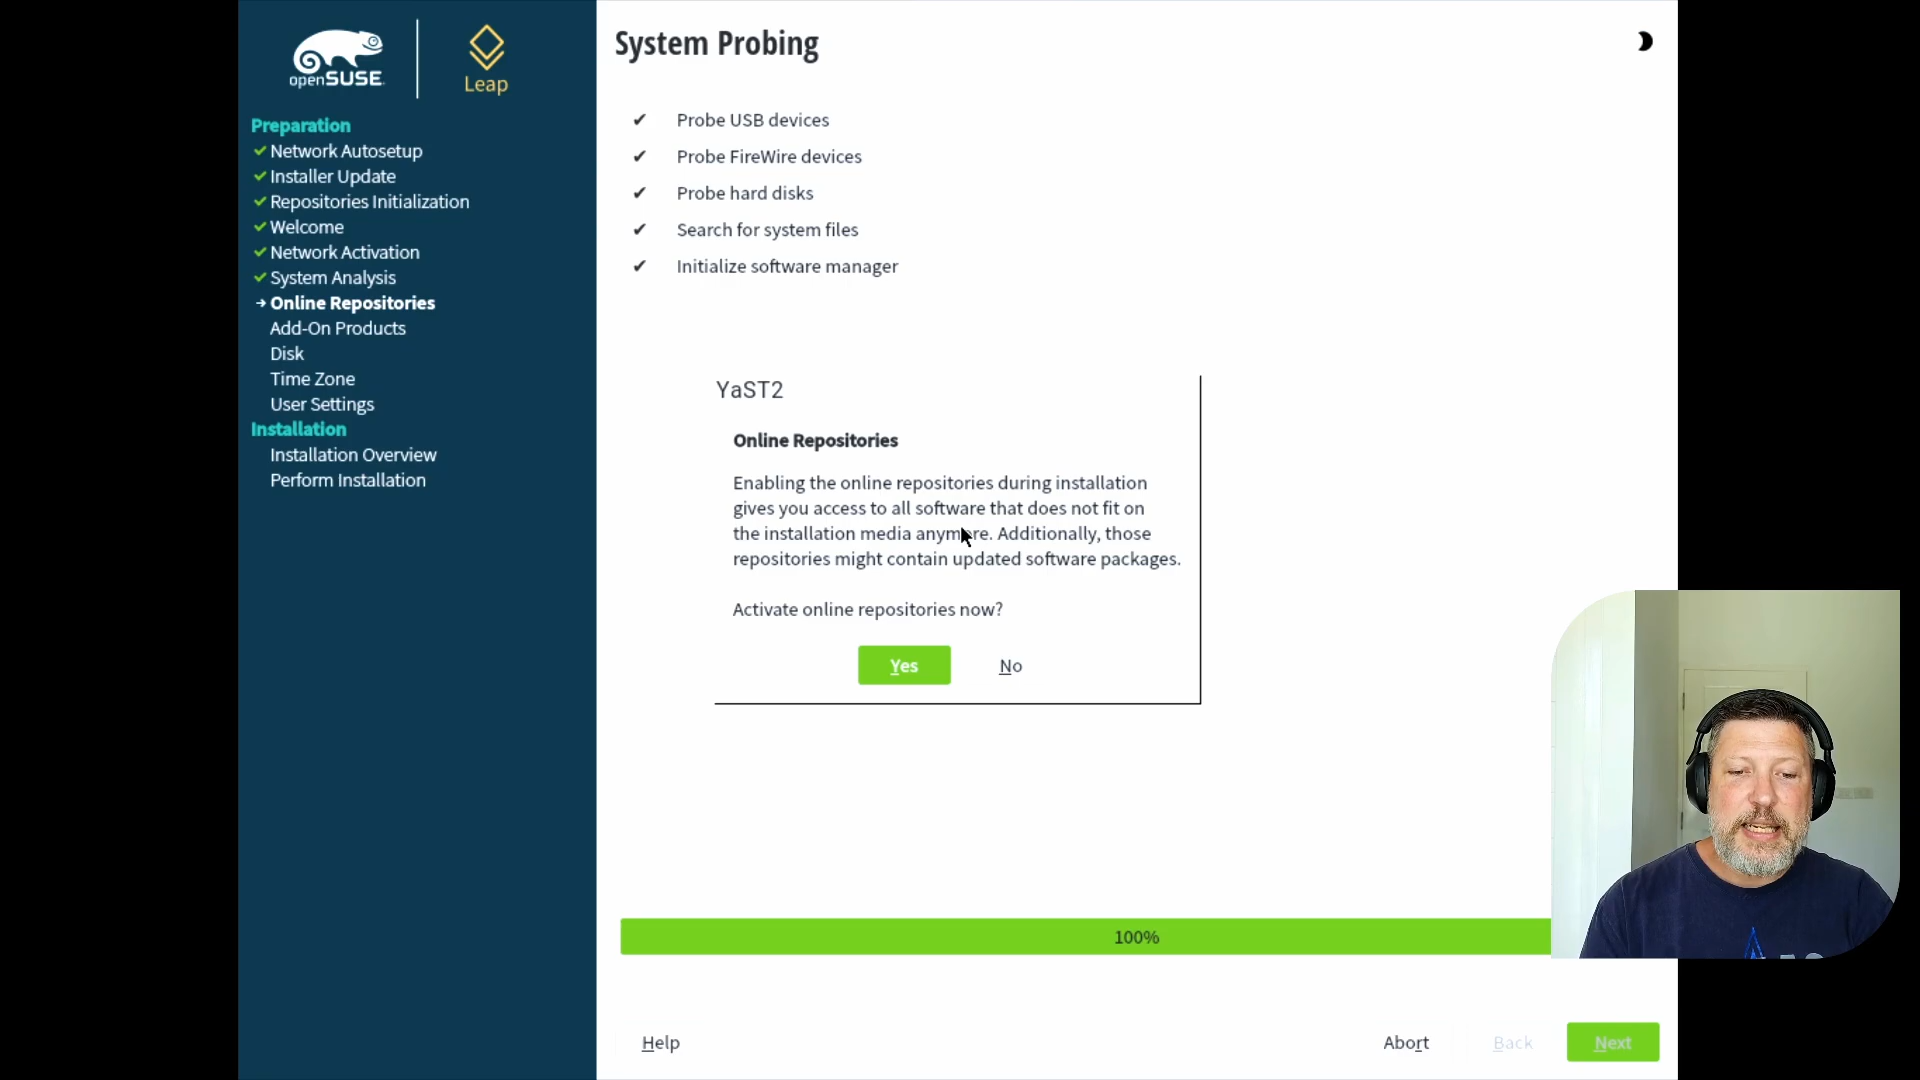 openSUSE
Leap
Preparation
Network Autosetup
Installer Update
Repositories Initialization
Welcome
Network Activation
System Analysis
Online Repositories
Add-On Products
Disk
Time Zone
User Settings
Installation
Installation Overview
Perform Installation
System Probing
Probe USB devices
Probe FireWire devices
Probe hard disks
Search for system files
Initialize software manager
YaST2
Online Repositories
Enabling the online repositories during installation
gives you access to all software that does not fit on
the installation media anymore. Additionally, those
repositories might contain updated software packages.
Activate online repositories now?
Yes No
100%
Help Abort Back Next